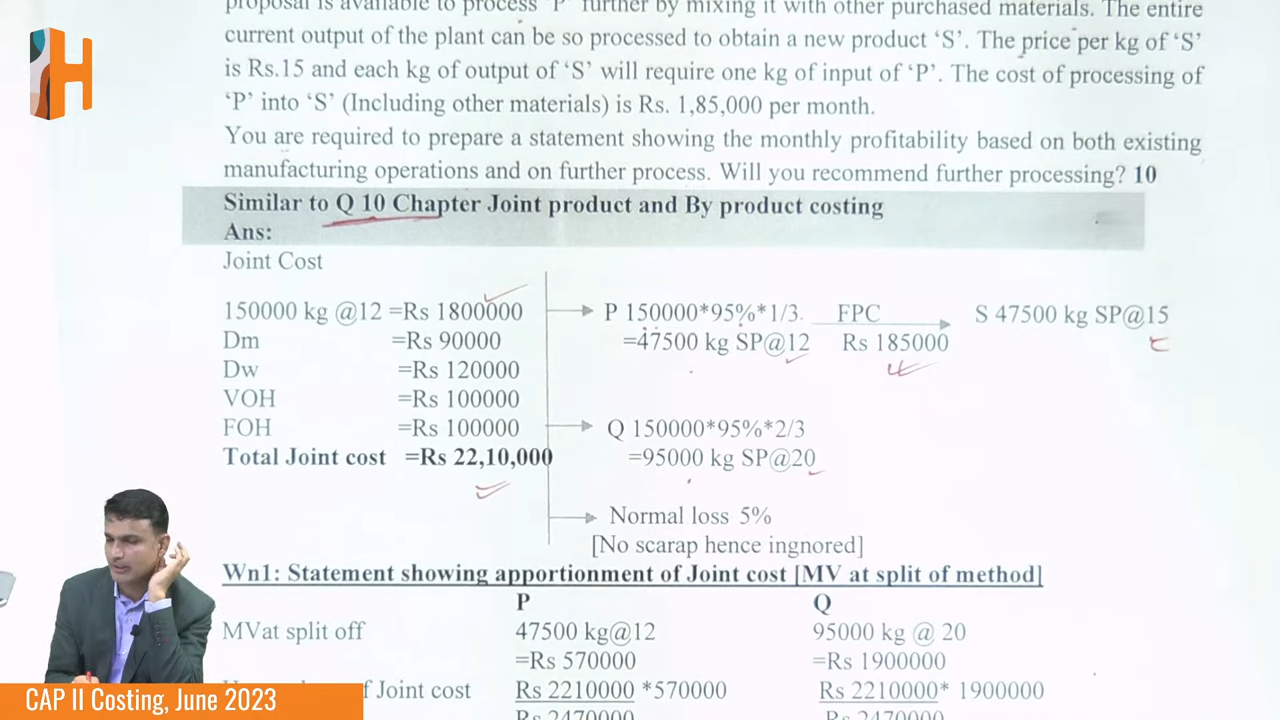 proposal is available to process 'P' further by mixing it with other purchased materials. The entire
current output of the plant can be so processed to obtain a new product 'S'. The price per kg of 'S'
is Rs.15 and each kg of output of 'S' will require one kg of input of 'P'. The cost of processing of
'P' into 'S' (Including other materials) is Rs. 1,85,000 per month.
You are required to prepare a statement showing the monthly profitability based on both existing
manufacturing operations and on further process. Will you recommend further processing? 10
Similar to Q 10 Chapter Joint product and By product costing
Ans:
Joint Cost
150000 kg @12 =Rs 1800000 P 150000*95%*1/3. FPC S 47500 kg SP@15
Dm =Rs 90000 =47500 kg SP@12 Rs 185000
Dw =Rs 120000
VOH =Rs 100000
FOH =Rs 100000 Q 150000*95%*2/3
Total Joint cost =Rs 22,10,000 =95000 kg SP@20
Normal loss 5%
[No scarap hence ingnored]
Wn1: Statement showing apportionment of Joint cost [MV at split of method]
P Q
MVat split off 47500 kg@12 95000 kg @ 20
=Rs 570000 =Rs 1900000
f Joint cost Rs 2210000 *570000 Rs 2210000* 1900000
Rs 2470000 Rs 2470000
H
CAP II Costing, June 2023